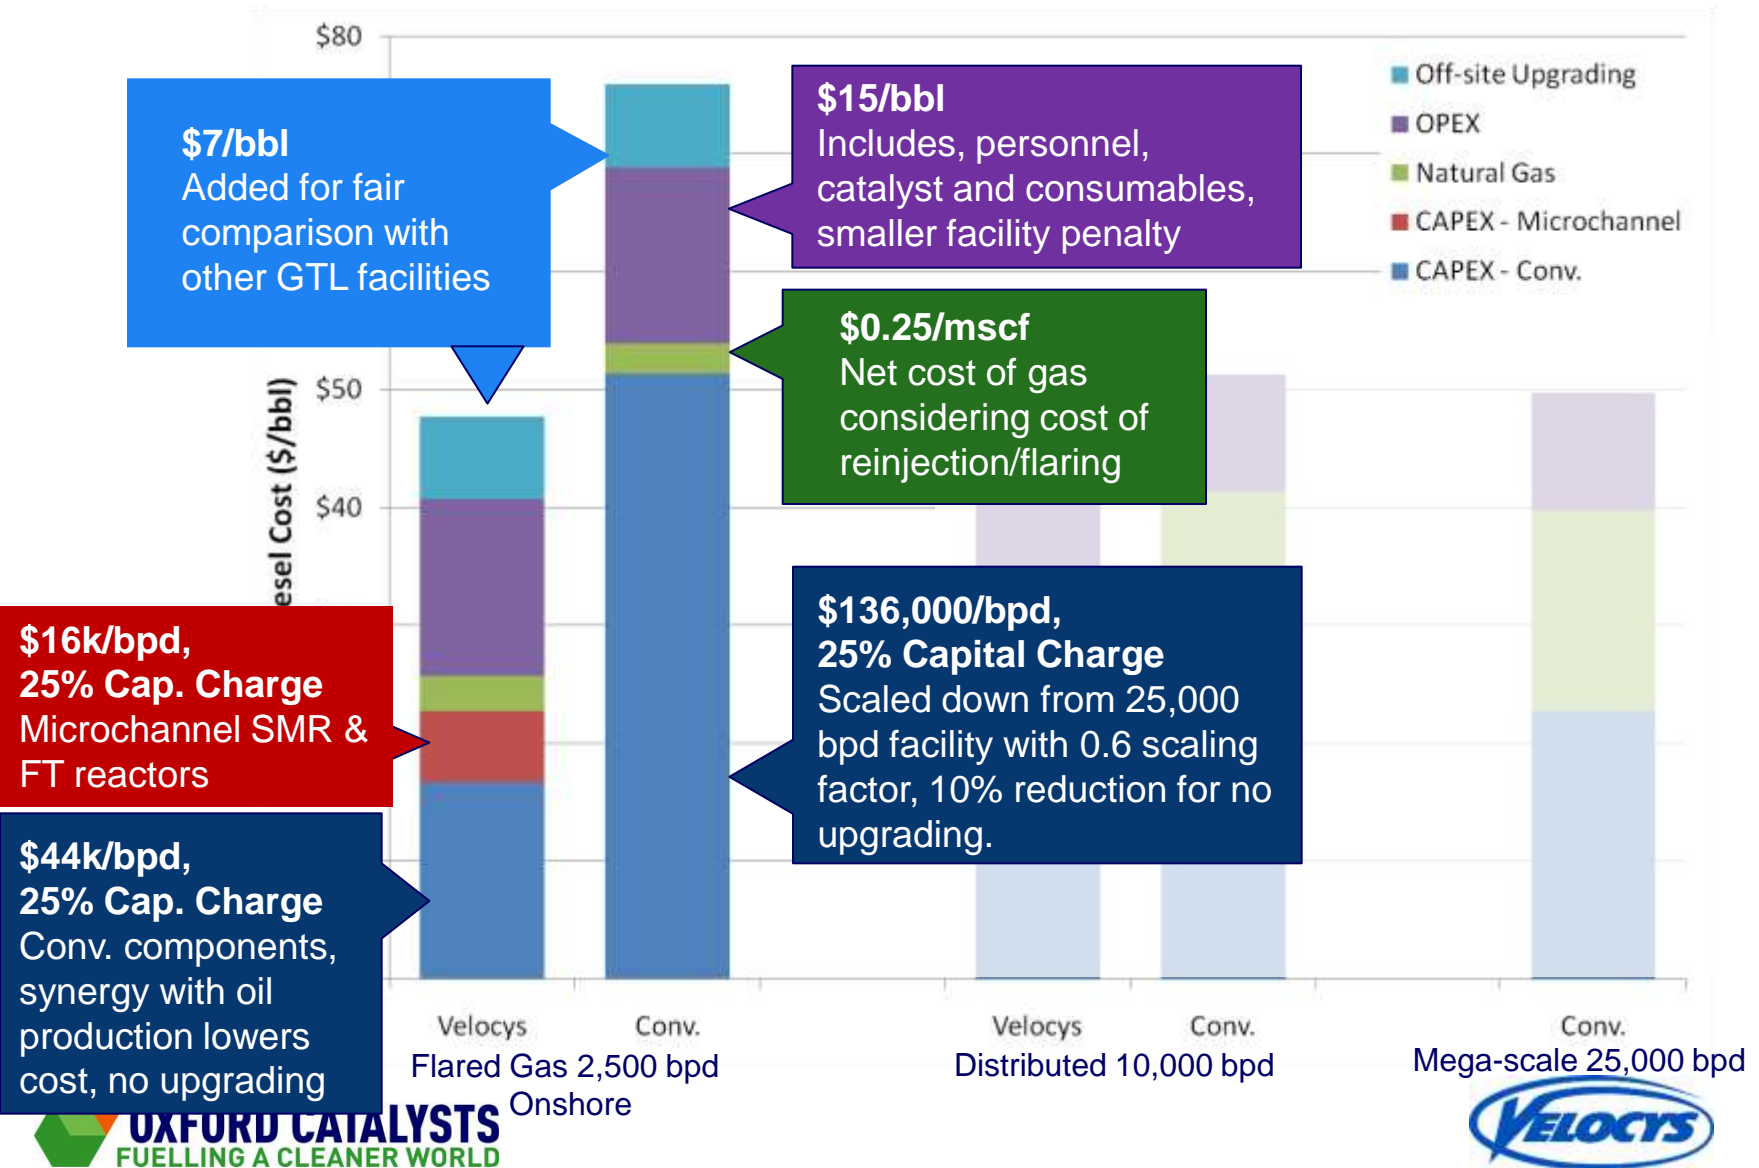 $80
$50
$40
esel Cost ($/bbl)
$7/bbl
Added for fair
comparison with
other GTL facilities
$15/bbl
Includes, personnel,
catalyst and consumables,
smaller facility penalty
Off-site Upgrading
OPEX
Natural Gas
CAPEX - Microchannel
CAPEX - Conv.
$0.25/mscf
Net cost of gas
considering cost of
reinjection/flaring
$16k/bpd,
25% Cap. Charge
Microchannel SMR &
FT reactors
$136,000/bpd,
25% Capital Charge
Scaled down from 25,000
bpd facility with 0.6 scaling
factor, 10% reduction for no
upgrading.
$44k/bpd,
25% Cap. Charge
Conv. components,
synergy with oil
production lowers
cost, no upgrading
Velocys
Conv.
Velocys
Conv.
Conv.
Flared Gas 2,500 bpd
Onshore
Distributed 10,000 bpd
Mega-scale 25,000 bpd
OXFORD CATALYSTS
FUELLING A CLEANER WORLD
VELOCYS